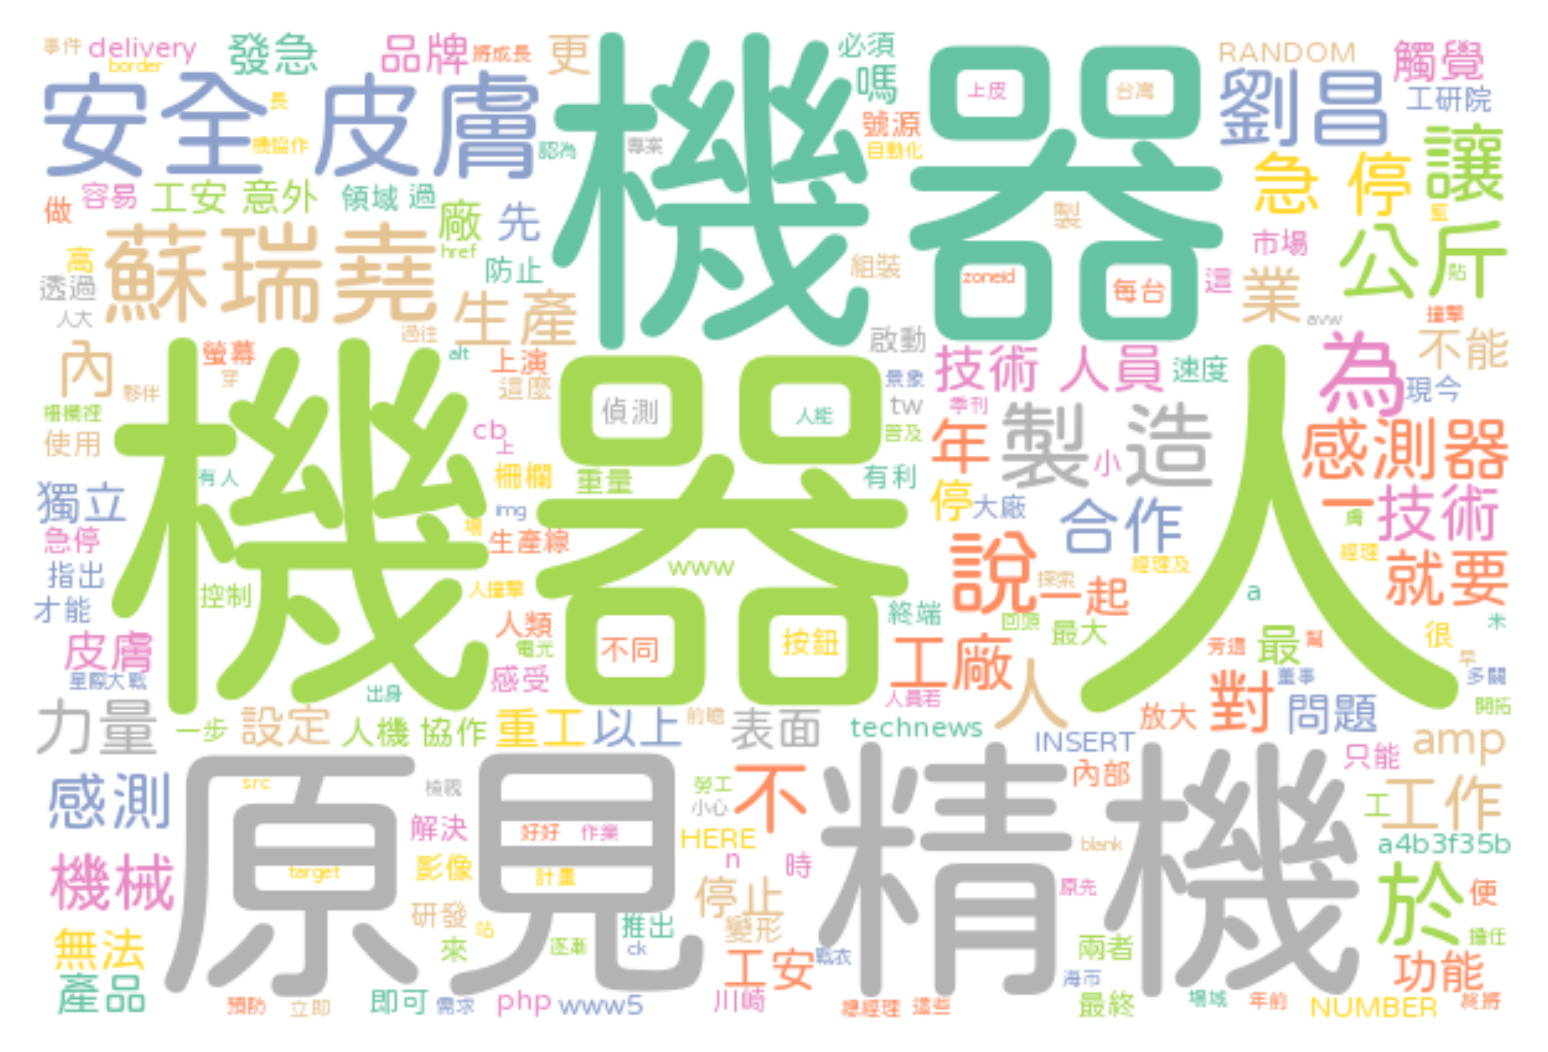 事件 delivery 發急 品牌 將成長 更 必須 RANDOM 觸覺
border 嗎 工研院
安全 皮膚 機器 上皮 台灣 劉昌
長 號源 讓
機協作 認為 專案 自動化 急 停
做 容易 工安 意外 領域 過 廠 先 製 藍
高 蘇瑞堯 href 防止 組裝 市場 公斤
透過 zoneid 每台 這 業 貼
人大 過往 生產 啟動 avw 撞擊
內 螢幕 alt 上演 技術 人員 速度 為 不能
穿 夥伴 這麼 景象 現今
柵欄裡 機器人 偵測 人能 tw 季刊 製造
使用 cb 上 普及 年 小 感測器
有人 柵欄 重量 有利
獨立 img 停 大廠 合作 一 技術
急停 場 生產線 膚
指出 www 說 經理及 經理 就要
才能 控制 人撞擊 終端 探索 一起 a
人類 回頭 最大 很 未
皮膚 電光 不同 按鈕 工廠 旁邊 最 幫 早
星際大戰 出身 感受 人員若 人 董事 多關
力量 一步 設定 人機 協作 重工 以上 前瞻 表面 technews 放大 對 問題 開拓
INSERT 只能 amp
感測 原見 src 檢視 勞工 不 精機 內部 工作
小心 工
解決 好好 作業 HERE blank a4b3f35b
機械 target 影像 計畫 n 時 原先 於 便
研發 停止
無法 來 站 逐漸 推出 變形 兩者 擔任
ck 工安 戰衣 功能
產品 海市
預防 立即 即可 需求 php www5 川崎 總經理 這些 最終 場域 年前 NUMBER 終將